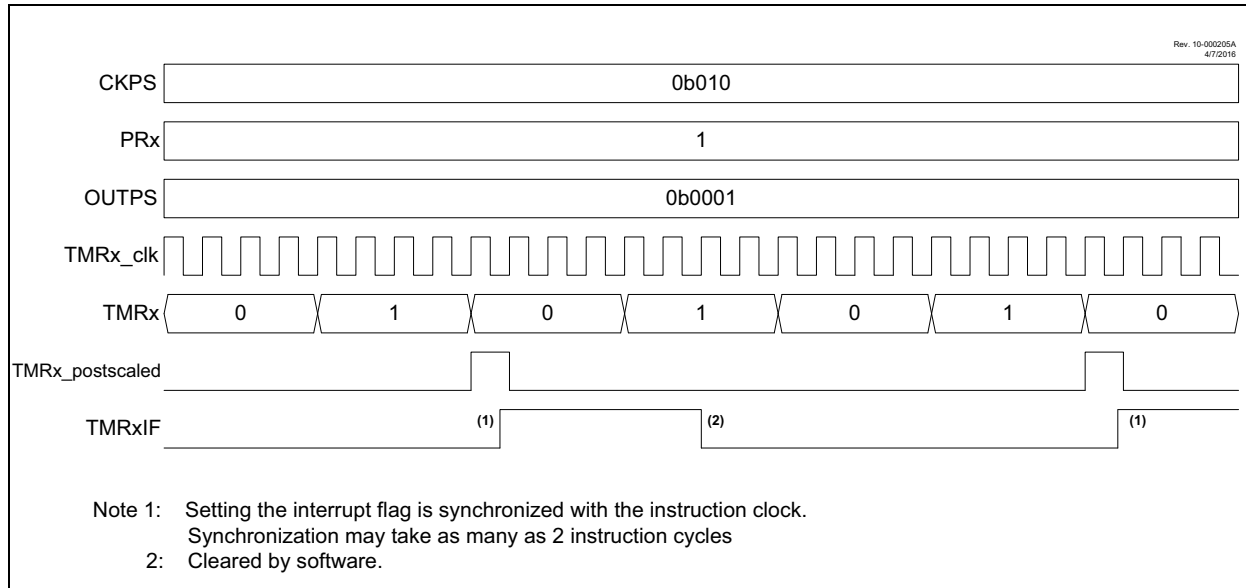 Rev. 10-000205A
4/7/2016
CKPS 0b010
PRx 1
OUTPS 0b0001
TMRx_clk
TMRx 0 1 0 1 0 1 0
TMRx_postscaled
TMRxIF (1) (2) (1)
Note 1: Setting the interrupt flag is synchronized with the instruction clock.
Synchronization may take as many as 2 instruction cycles
2: Cleared by software.